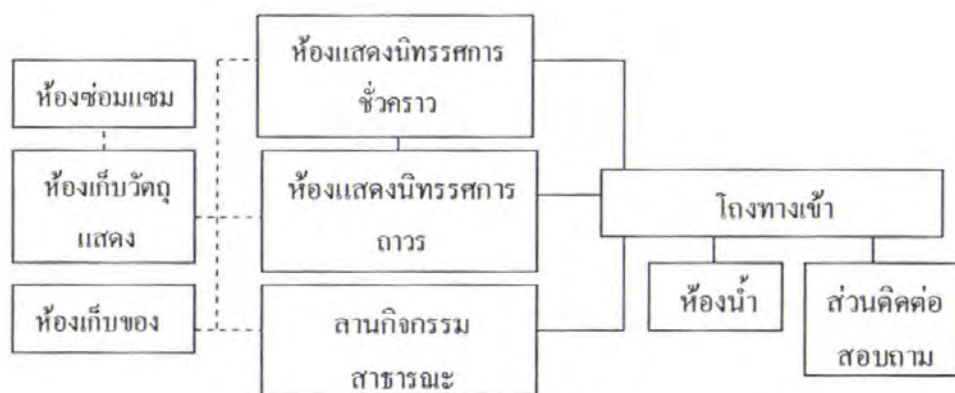 ห้องซ่อมแซม
ห้องเก็บวัตถุ
แสดง
ห้องเก็บของ
ห้องแสดงนิทรรศการ
ชั่วคราว
ห้องแสดงนิทรรศการ
ถาวร
ลานกิจกรรม
สาธารณะ
โถงทางเข้า
ห้องน้ำ
ส่วนติดต่อ
สอบถาม